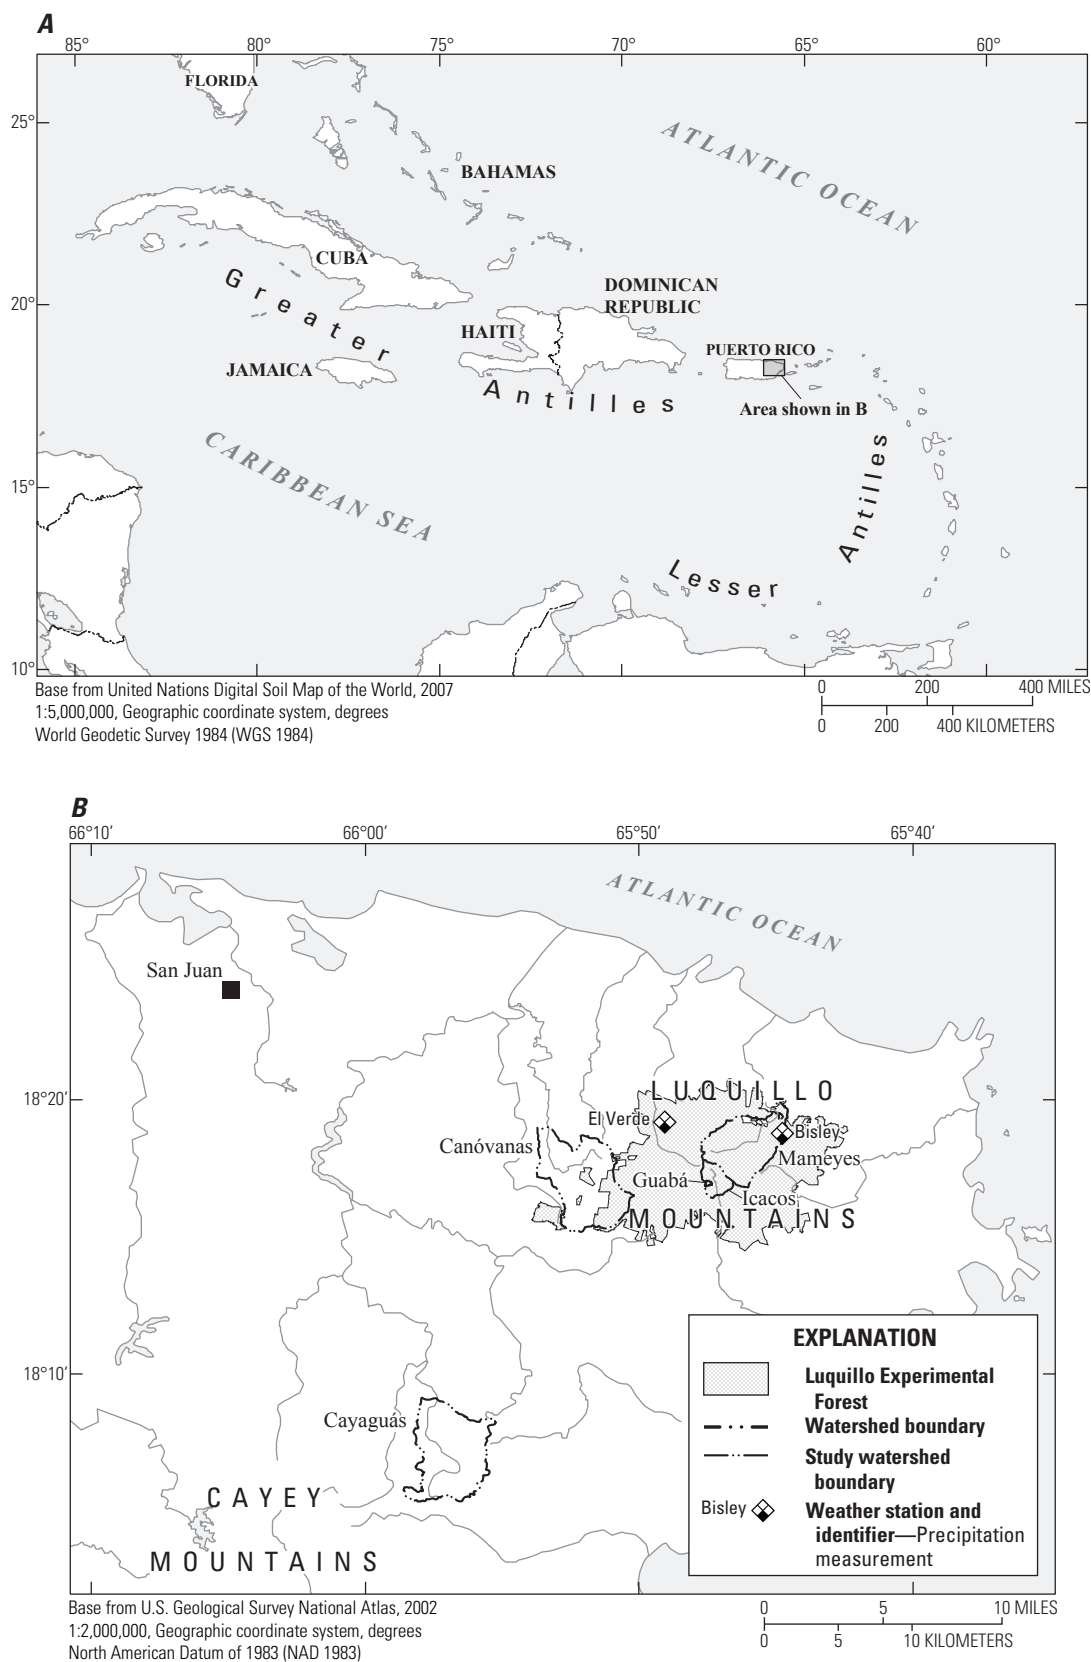 A
85° 80° 75° 70° 65° 60°
FLORIDA
ATLANTIC OCEAN
25°
BAHAMAS
CUBA
Greater
DOMINICAN
REPUBLIC
20°
HAITI
PUERTO RICO
JAMAICA
Antilles
Area shown in B
CARIBBEAN SEA
Antilles
15°
Lesser
10°
Base from United Nations Digital Soil Map of the World, 2007
1:5,000,000, Geographic coordinate system, degrees
World Geodetic Survey 1984 (WGS 1984)
0 200 400 MILES
0 200 400 KILOMETERS
B
66°10' 66°00' 65°50' 65°40'
ATLANTIC OCEAN
San Juan
18°20'
LUQUILLO
El Verde
Bisley
Canóvanas
Mameyes
Guabá
Icacos
MOUNTAINS
18°10'
Cayaguás
CAYEY
MOUNTAINS
EXPLANATION
Luquillo Experimental
Forest
Watershed boundary
Study watershed
boundary
Bisley
Weather station and
identifier—Precipitation
measurement
Base from U.S. Geological Survey National Atlas, 2002
1:2,000,000, Geographic coordinate system, degrees
North American Datum of 1983 (NAD 1983)
0 5 10 MILES
0 5 10 KILOMETERS